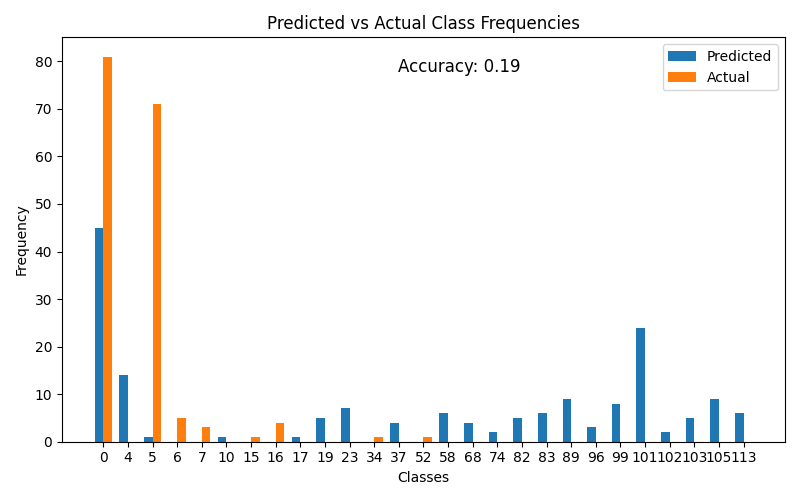 Predicted vs Actual Class Frequencies
Accuracy: 0.19
Predicted
Actual
Frequency
80
70
60
50
40
30
20
10
0
0 4 5 6 7 10 15 16 17 19 23 34 37 52 58 68 74 82 83 89 96 99 101 102 103 105 113
Classes